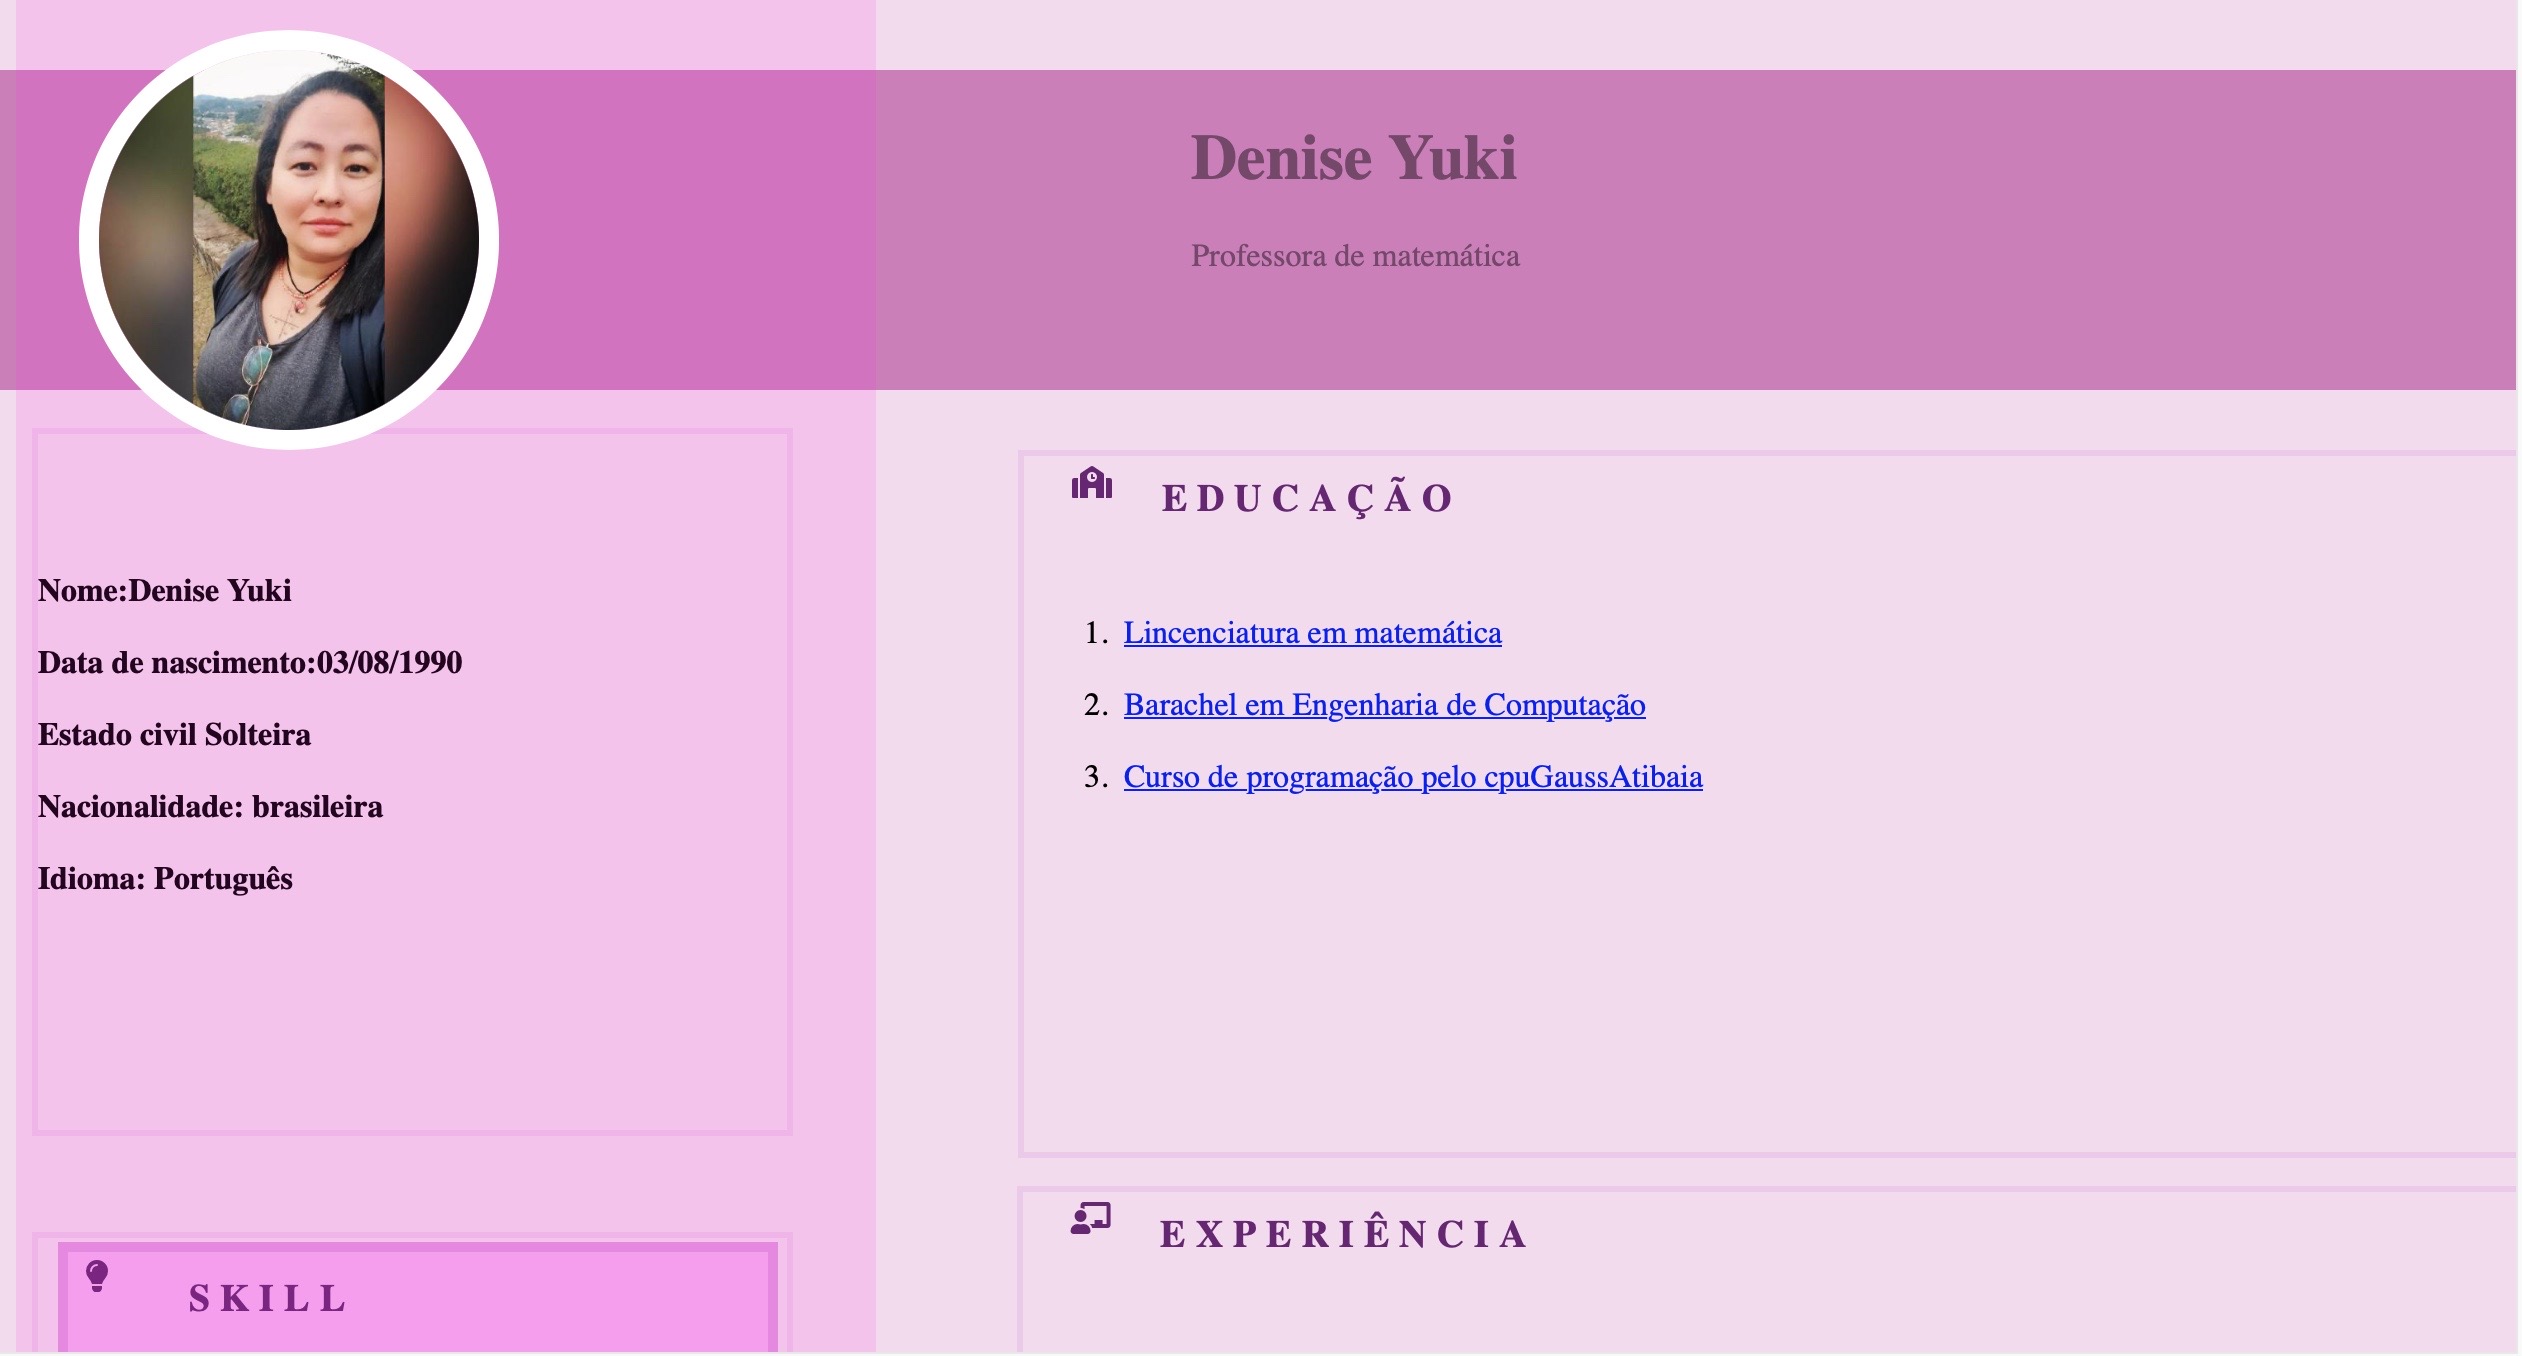 Denise Yuki
Professora de matemática
Nome:Denise Yuki
Data de nascimento:03/08/1990
Estado civil Solteira
Nacionalidade: brasileira
Idioma: Português
SKILL
EDUCAÇÃO
1. Lincenciatura em matemática
2. Barachel em Engenharia de Computação
3. Curso de programação pelo cpuGaussAtibaia
EXPERIÊNCIA